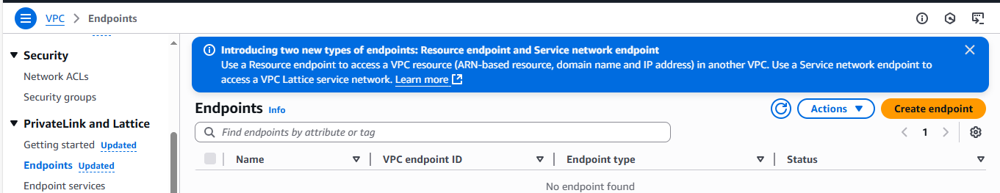 VPC > Endpoints
Security
Network ACLs
Security groups
PrivateLink and Lattice
Getting started Updated
Endpoints Updated
Endpoint services
Introducing two new types of endpoints: Resource endpoint and Service network endpoint
Use a Resource endpoint to access a VPC resource (ARN-based resource, domain name and IP address) in another VPC. Use a Service network endpoint to
access a VPC Lattice service network. Learn more
Endpoints Info
Actions
Create endpoint
Find endpoints by attribute or tag
1
Name VPC endpoint ID Endpoint type Status
No endpoint found